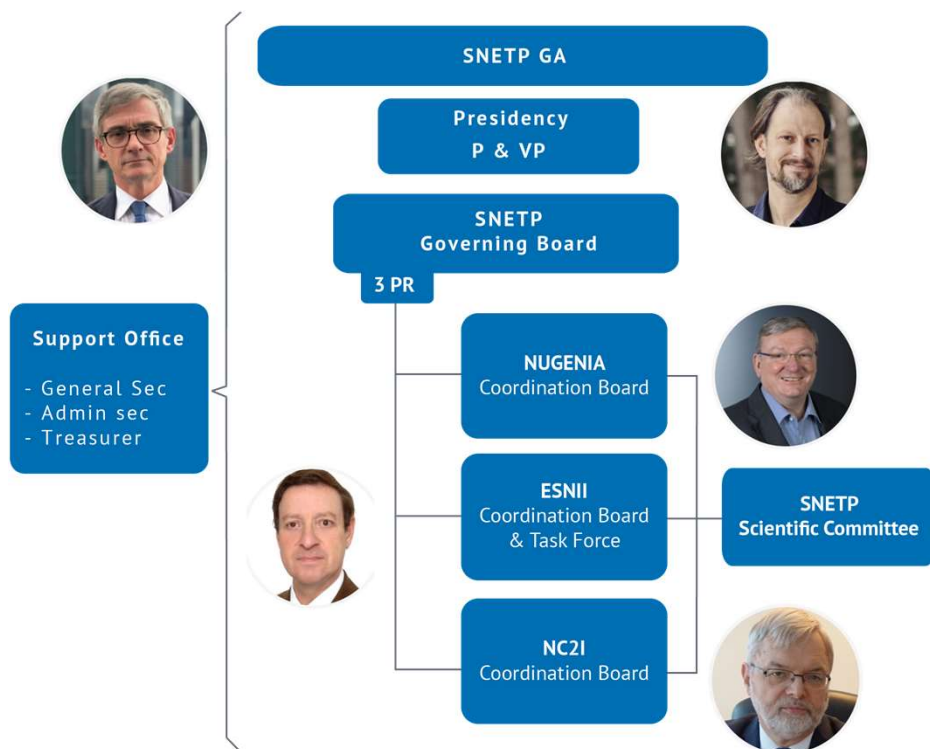 SNETP GA
Presidency
P & VP
SNETP
Governing Board
3 PR
Support Office
- General Sec
- Admin sec
- Treasurer
NUGENIA
Coordination Board
ESNII
Coordination Board
& Task Force
SNETP
Scientific Committee
NC2I
Coordination Board